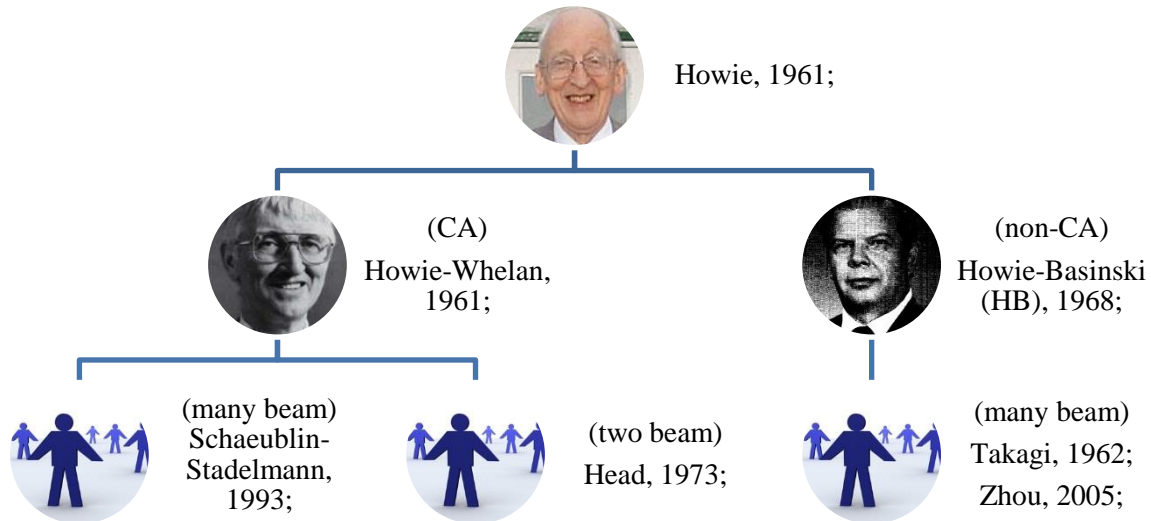 Howie, 1961;
(CA)
Howie-Whelan,
1961;
(non-CA)
Howie-Basinski
(HB), 1968;
(many beam)
Schaeublin-
Stadelmann,
1993;
(two beam)
Head, 1973;
(many beam)
Takagi, 1962;
Zhou, 2005;